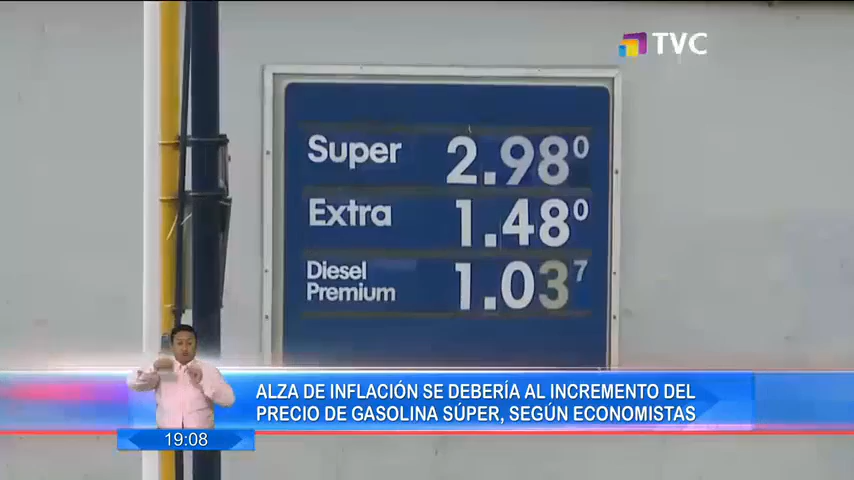 TVC
Super 2.98⁰
Extra 1.48⁰
Diesel
Premium 1.03⁷
ALZA DE INFLACIÓN SE DEBERÍA AL INCREMENTO DEL
PRECIO DE GASOLINA SÚPER, SEGÚN ECONOMISTAS
19:08